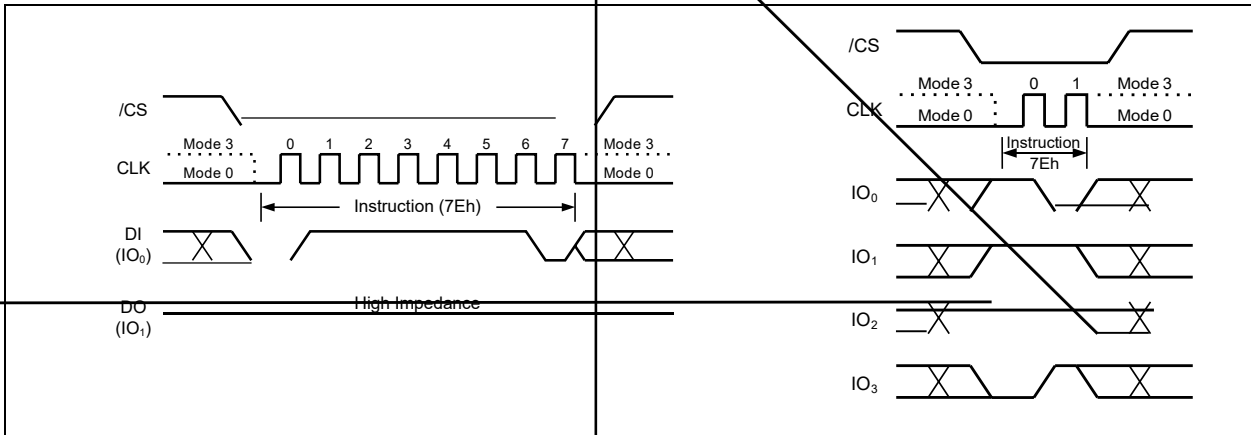 /CS
Mode 3 0 1 2 3 4 5 6 7 Mode 3
CLK
Mode 0 Mode 0
Instruction (7Eh)
DI
(IO₀)
High Impedance
DO
(IO₁)
/CS
Mode 3 0 1 Mode 3
CLK
Mode 0 Mode 0
Instruction
7Eh
IO₀
IO₁
IO₂
IO₃